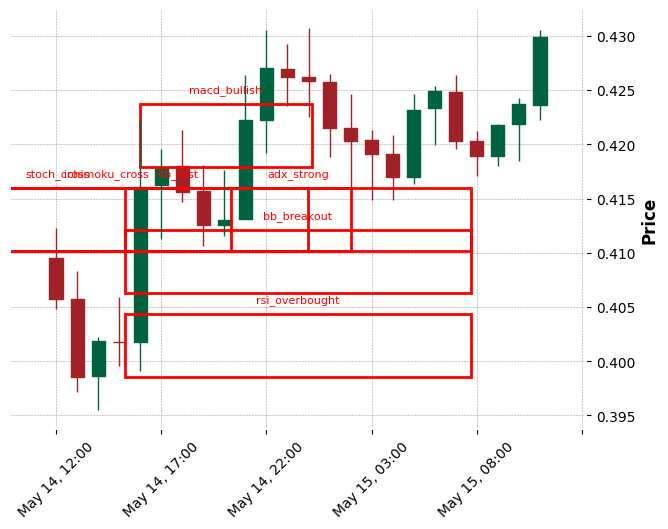 macd_bullish
stoch_cross
adx_strong
bb_breakout
rsi_overbought
0.430
0.425
0.420
0.415
0.410
0.405
0.400
0.395
Price
May 14, 12:00
May 14, 17:00
May 14, 22:00
May 15, 03:00
May 15, 08:00